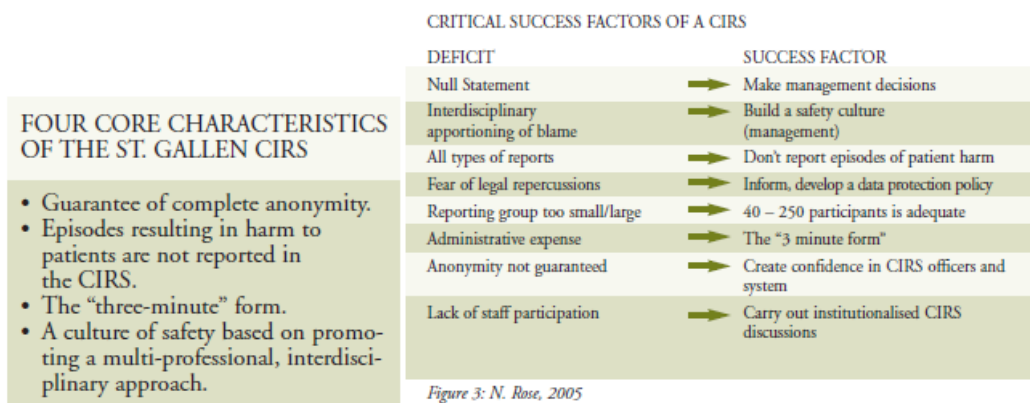 FOUR CORE CHARACTERISTICS
OF THE ST. GALLEN CIRS
• Guarantee of complete anonymity.
• Episodes resulting in harm to
patients are not reported in
the CIRS.
• The “three-minute” form.
• A culture of safety based on promo-
ting a multi-professional, interdisci-
plinary approach.
CRITICAL SUCCESS FACTORS OF A CIRS
DEFICIT SUCCESS FACTOR
Null Statement Make management decisions
Interdisciplinary Build a safety culture
apportioning of blame (management)
All types of reports Don’t report episodes of patient harm
Fear of legal repercussions Inform, develop a data protection policy
Reporting group too small/large 40 – 250 participants is adequate
Administrative expense The “3 minute form”
Anonymity not guaranteed Create confidence in CIRS officers and
system
Lack of staff participation Carry out institutionalised CIRS
discussions
Figure 3: N. Rose, 2005